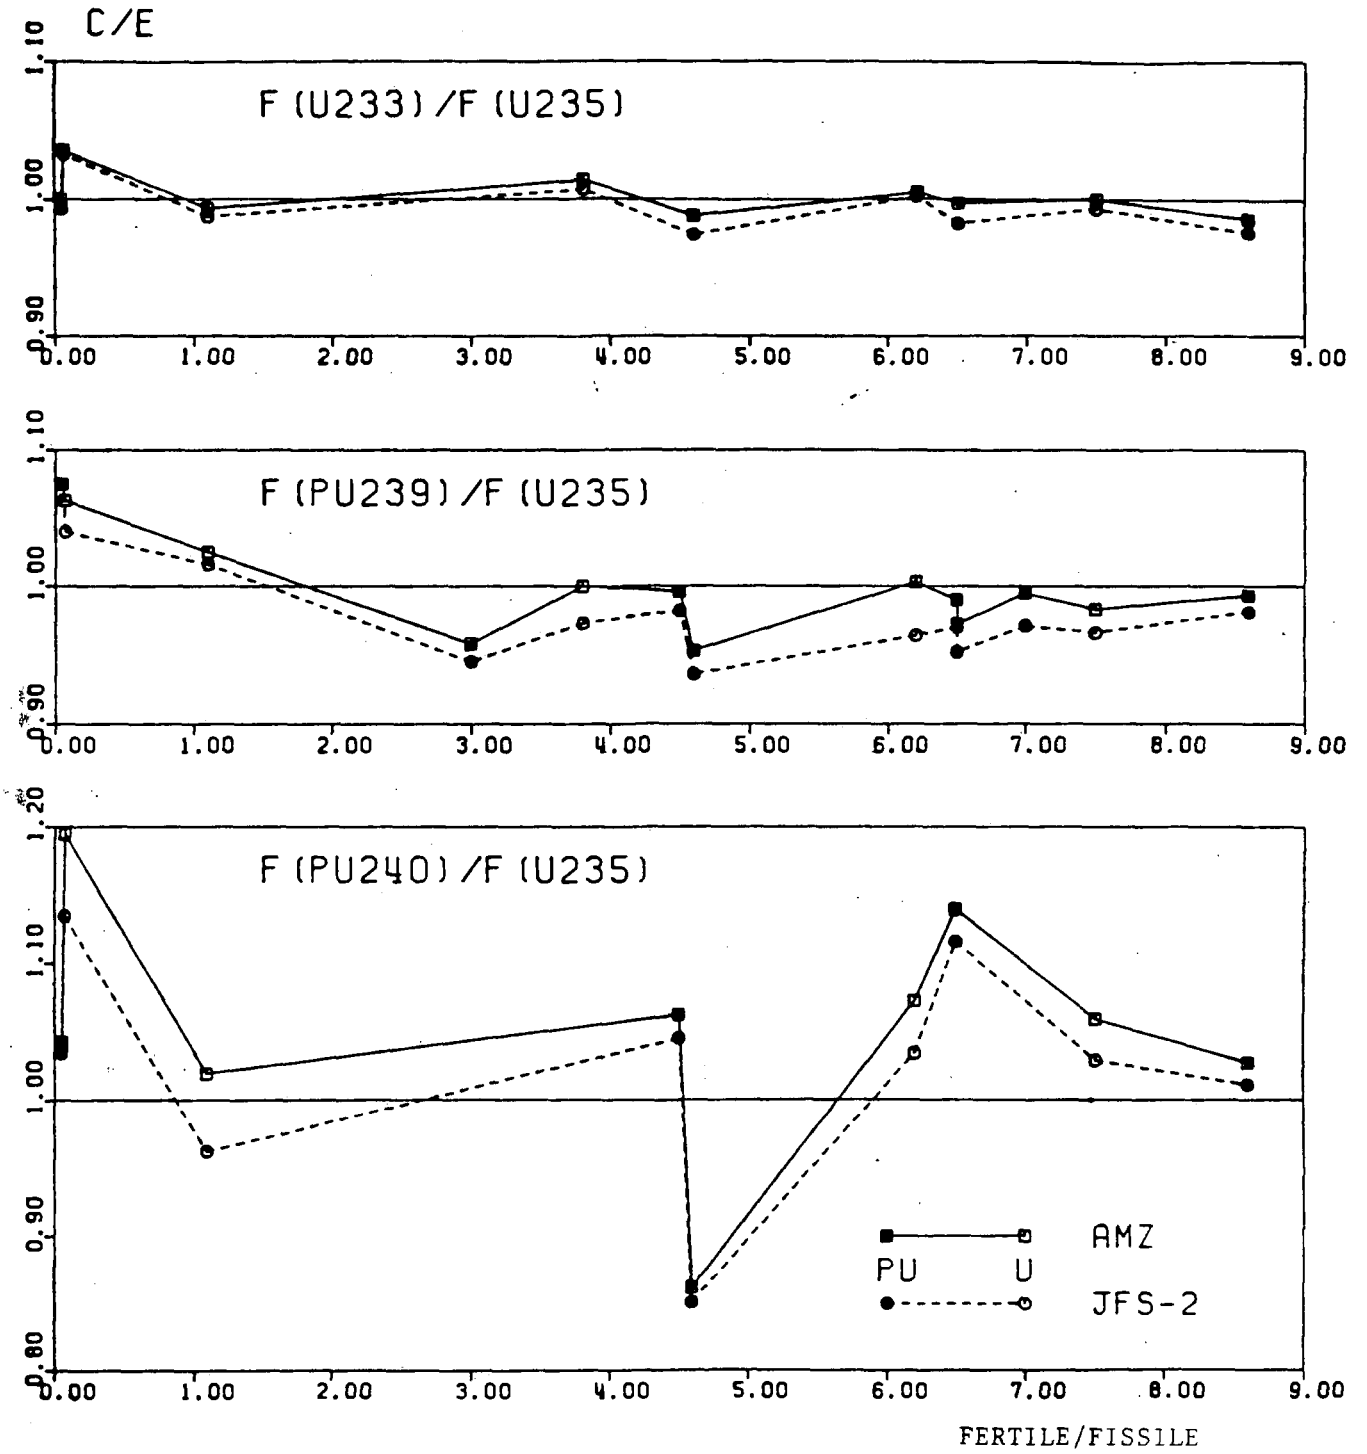 C/E
1.10
F(U233)/F(U235)
1.00
0.90
0.00 1.00 2.00 3.00 4.00 5.00 6.00 7.00 8.00 9.00
1.10
F(PU239)/F(U235)
1.00
0.90
0.00 1.00 2.00 3.00 4.00 5.00 6.00 7.00 8.00 9.00
1.20
F(PU240)/F(U235)
1.10
1.00
0.90
AMZ
PU U
JFS-2
0.80
0.00 1.00 2.00 3.00 4.00 5.00 6.00 7.00 8.00 9.00
FERTILE/FISSILE